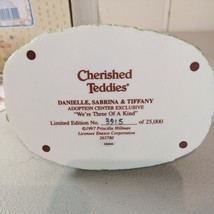 Cherished
Teddies®
DANIELLE, SABRINA & TIFFANY
ADOPTION CENTER EXCLUSIVE
"We're Three Of A Kind"
Limited Edition No. 3915 of 25,000
©1997 Priscilla Hillman
Licensee Enesco Corporation
265780